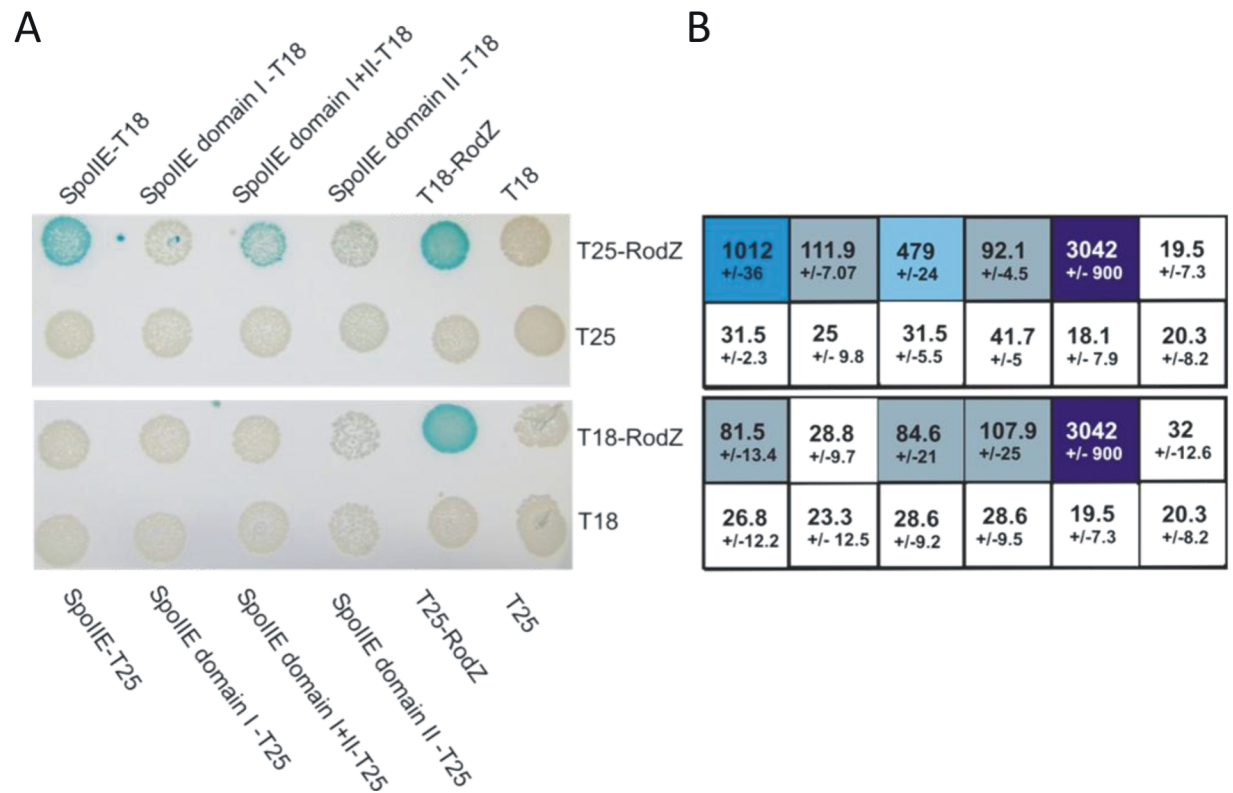 A
B
SpoIIE-T18
SpoIIE domain I -T18
SpoIIE domain I+II-T18
SpoIIE domain II -T18
T18-RodZ
T18
T25-RodZ
T25
T18-RodZ
T18
SpoIIE-T25
SpoIIE domain I -T25
SpoIIE domain I+II-T25
SpoIIE domain II -T25
T25-RodZ
T25
1012 111.9 479 92.1 3042 19.5
+/-36 +/-7.07 +/-24 +/-4.5 +/- 900 +/-7.3
31.5 25 31.5 41.7 18.1 20.3
+/-2.3 +/- 9.8 +/-5.5 +/-5 +/- 7.9 +/-8.2
81.5 28.8 84.6 107.9 3042 32
+/-13.4 +/-9.7 +/-21 +/-25 +/- 900 +/-12.6
26.8 23.3 28.6 28.6 19.5 20.3
+/-12.2 +/- 12.5 +/-9.2 +/-9.5 +/-7.3 +/-8.2